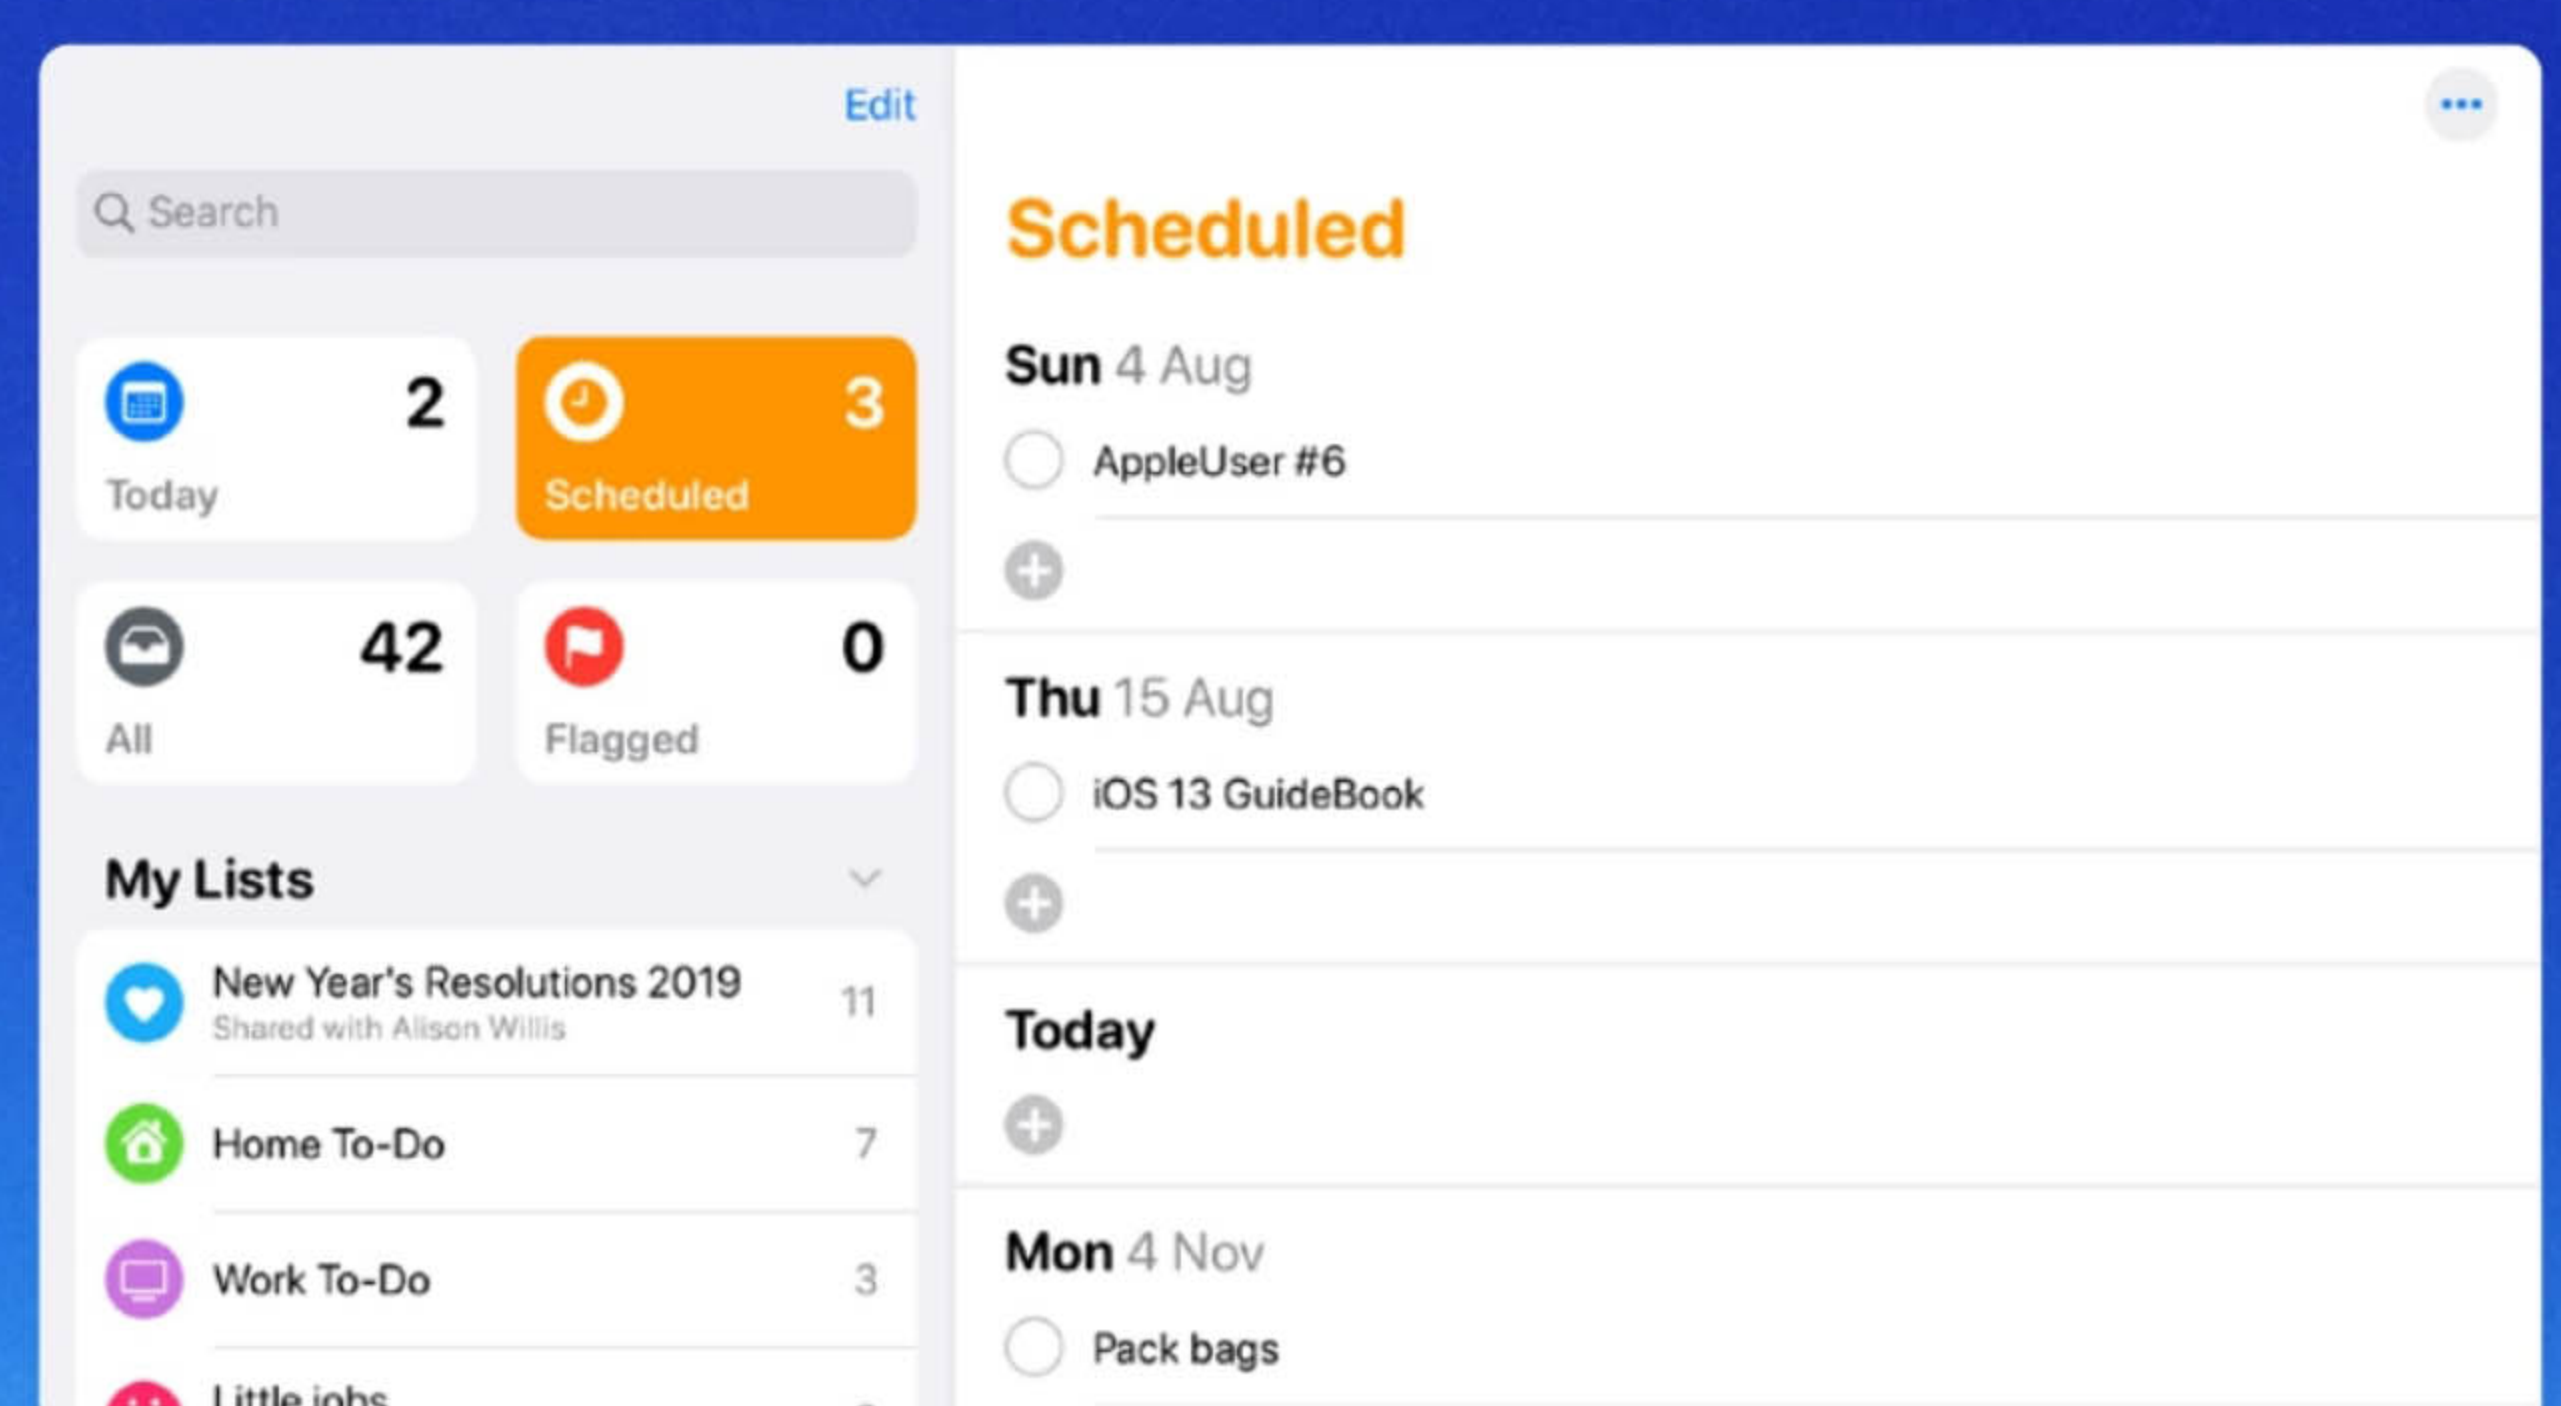 Edit
Search
2
Today
3
Scheduled
42
All
0
Flagged
My Lists
New Year's Resolutions 2019
Shared with Alison Willis
11
Home To-Do
7
Work To-Do
3
Little jobs
Scheduled
Sun 4 Aug
AppleUser #6
Thu 15 Aug
iOS 13 GuideBook
Today
Mon 4 Nov
Pack bags